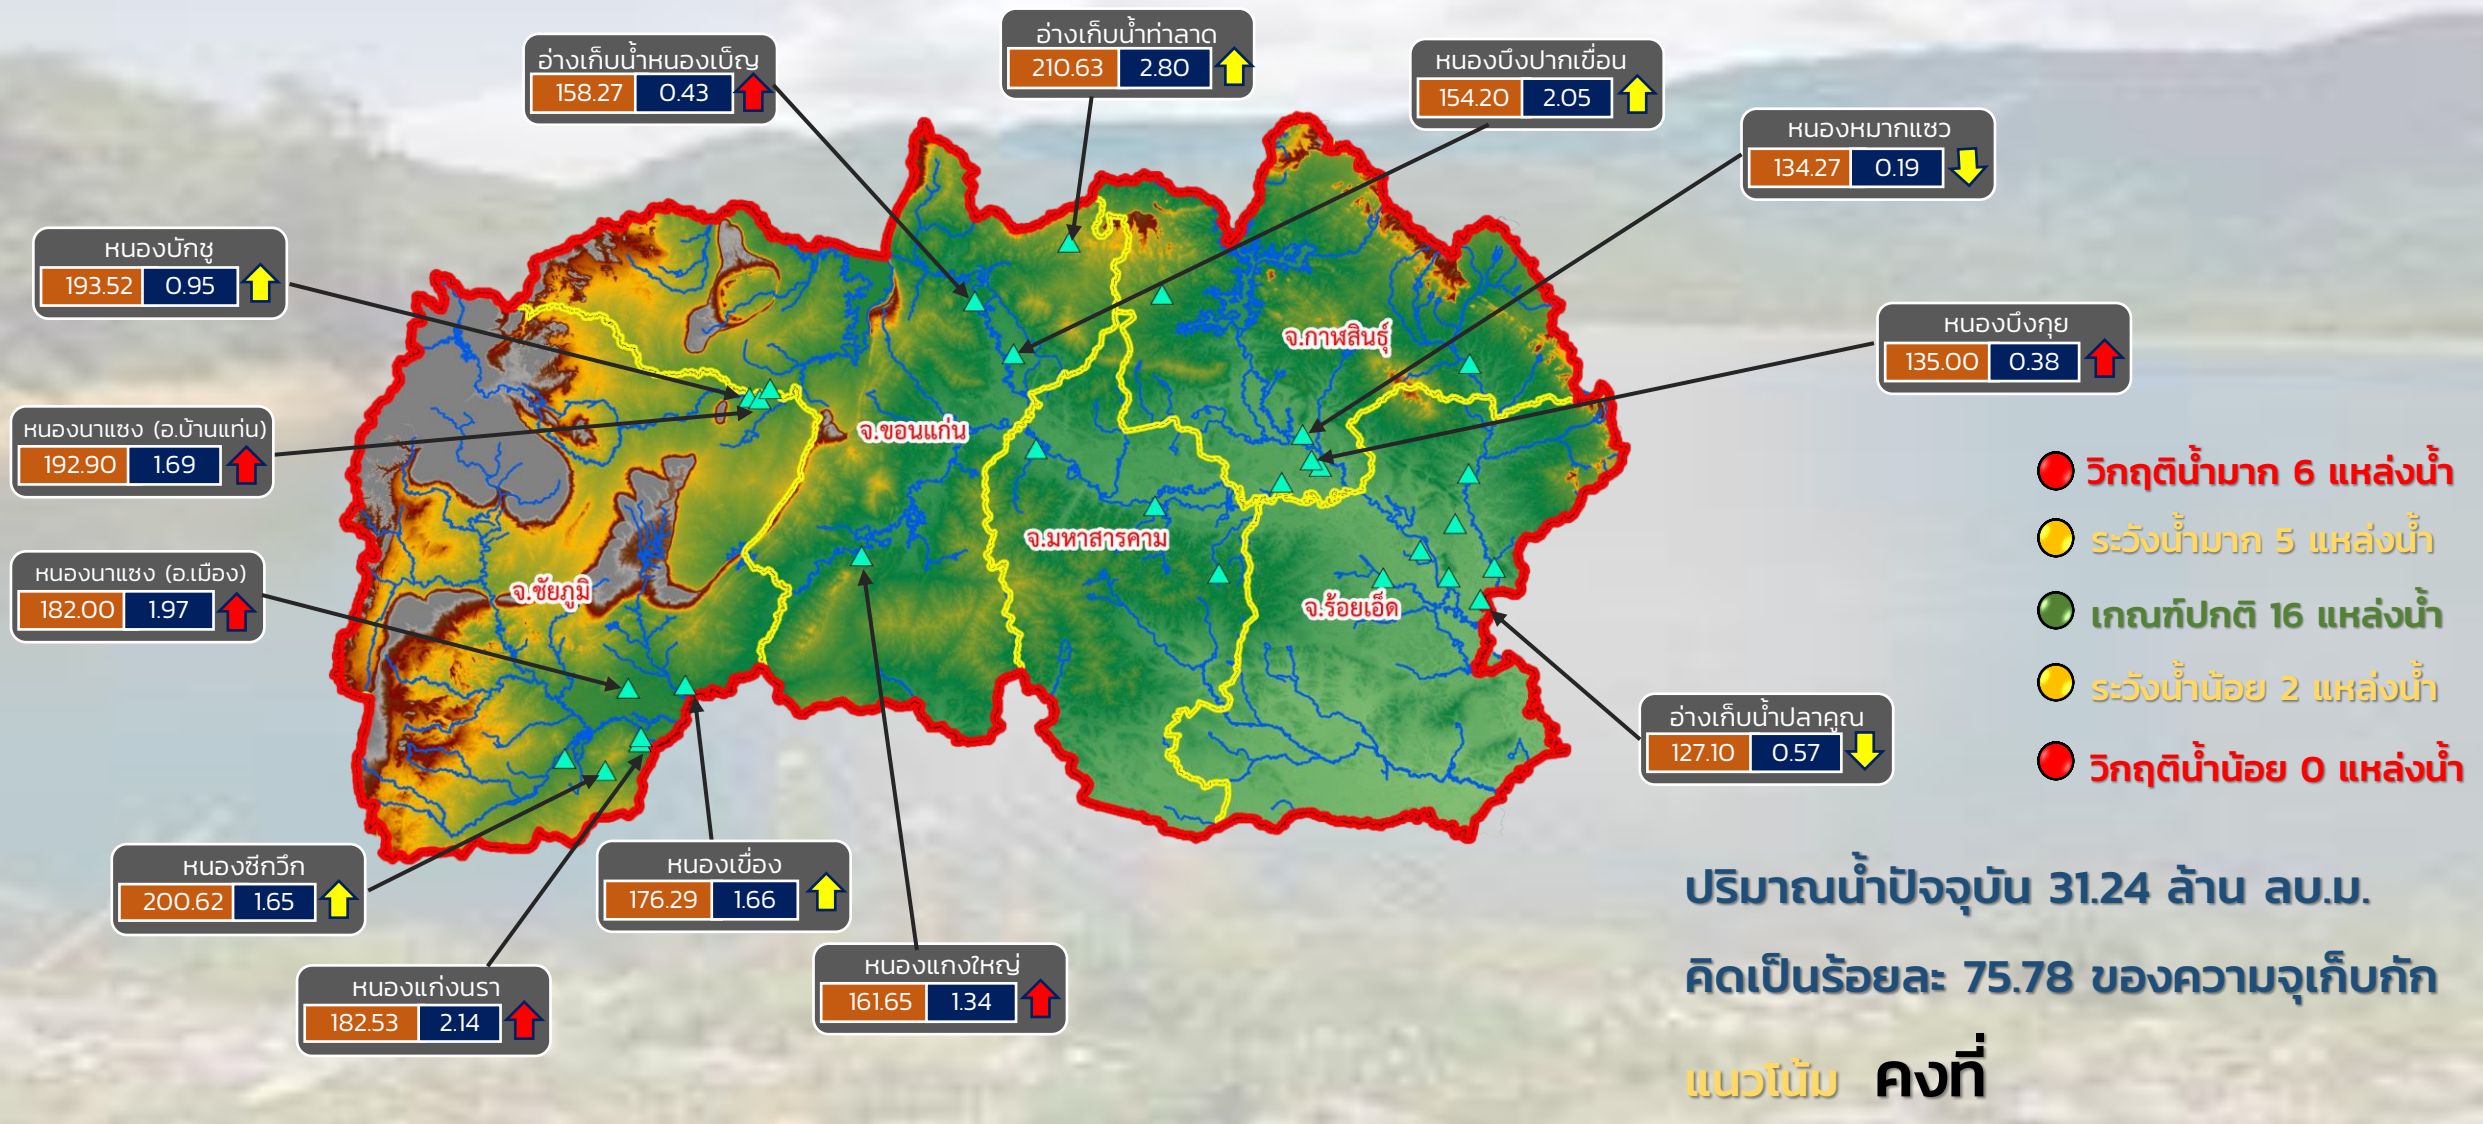 อ่างเก็บน้ำท่าลาด
210.63 2.80
อ่างเก็บน้ำหนองเบ็ญ
158.27 0.43
หนองบึงปากเขื่อน
154.20 2.05
หนองหมากแซว
134.27 0.19
หนองบักชู
193.52 0.95
หนองบึงกุย
135.00 0.38
จ.กาฬสินธุ์
หนองนาแซง (อ.บ้านแท่น)
192.90 1.69
จ.ขอนแก่น
วิกฤติน้ำมาก 6 แหล่งน้ำ
ระวังน้ำมาก 5 แหล่งน้ำ
เกณฑ์ปกติ 16 แหล่งน้ำ
ระวังน้ำน้อย 2 แหล่งน้ำ
วิกฤติน้ำน้อย 0 แหล่งน้ำ
จ.มหาสารคาม
หนองนาแซง (อ.เมือง)
182.00 1.97
จ.ชัยภูมิ
จ.ร้อยเอ็ด
อ่างเก็บน้ำปลาคูณ
127.10 0.57
หนองซีกวึก
200.62 1.65
หนองเขื่อง
176.29 1.66
หนองแก่งนรา
182.53 2.14
หนองแกงใหญ่
161.65 1.34
ปริมาณน้ำปัจจุบัน 31.24 ล้าน ลบ.ม.
คิดเป็นร้อยละ 75.78 ของความจุเก็บกัก
แนวโน้ม คงที่